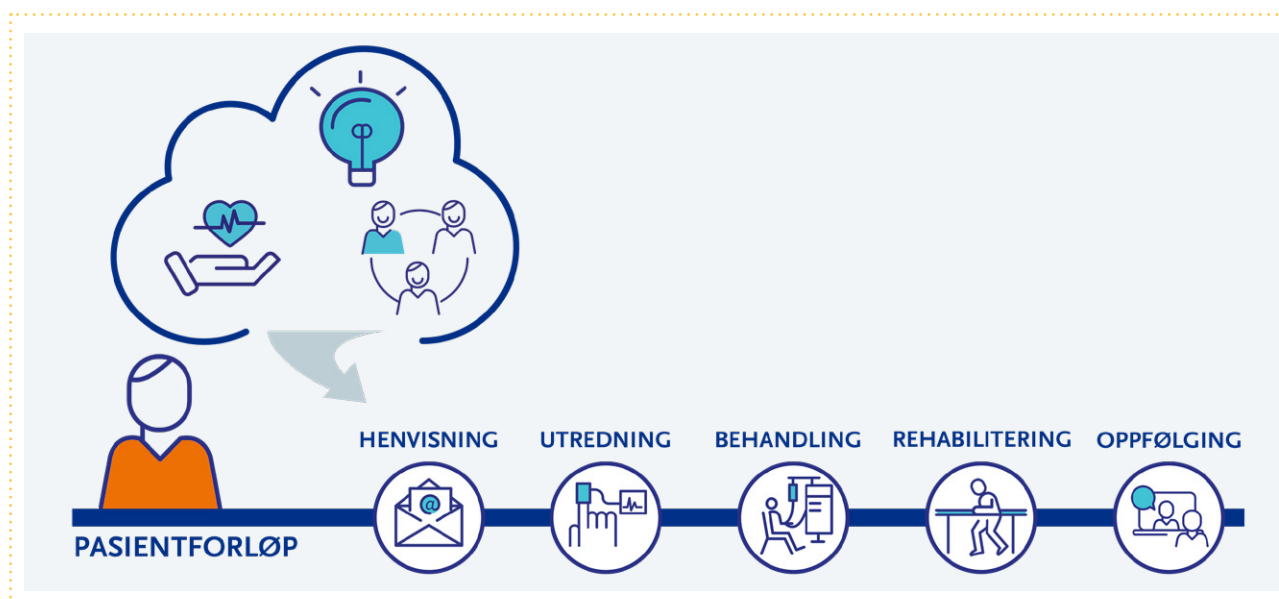 HENVISNING
UTREDNING
BEHANDLING
REHABILITERING
OPPFØLGING
@
PASIENTFORLØP